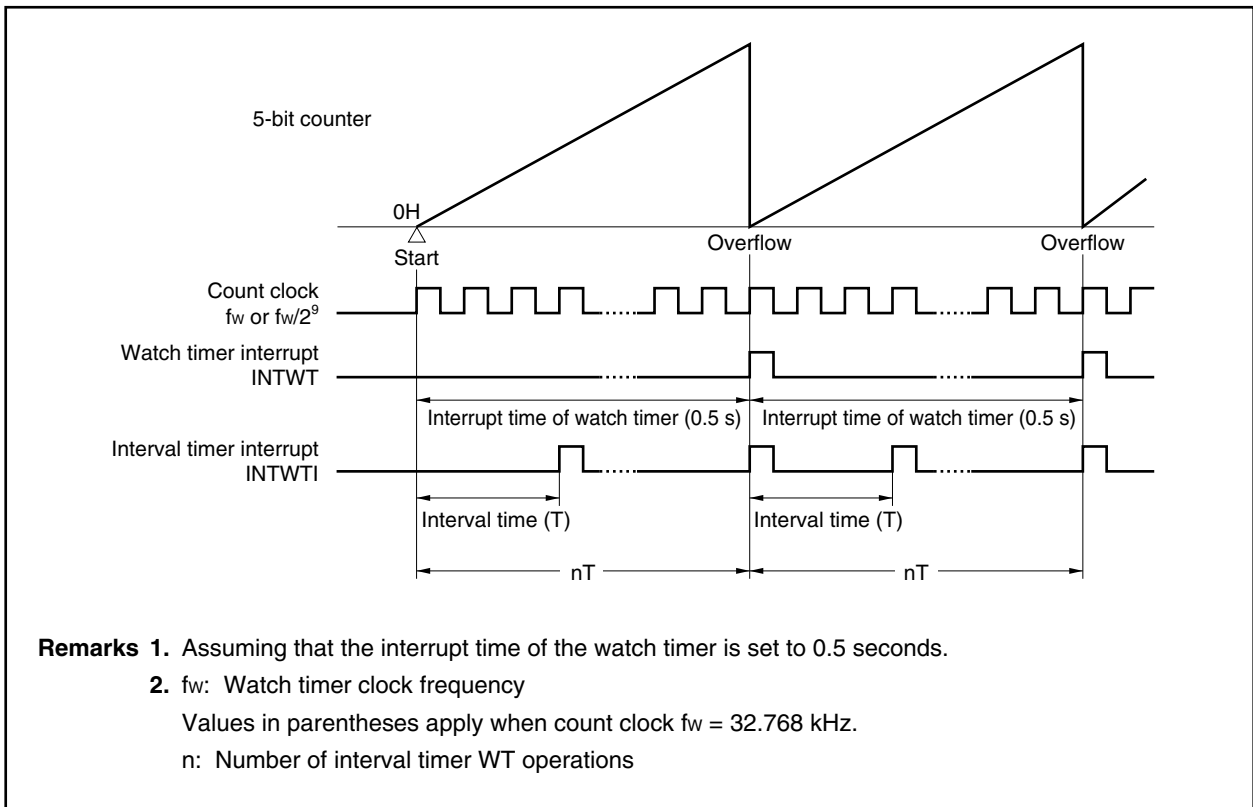 5-bit counter
0H
Start
Overflow
Overflow
Count clock
fW or fW/2⁹
Watch timer interrupt
INTWT
Interrupt time of watch timer (0.5 s)
Interrupt time of watch timer (0.5 s)
Interval timer interrupt
INTWTI
Interval time (T)
Interval time (T)
nT
nT
Remarks 1. Assuming that the interrupt time of the watch timer is set to 0.5 seconds.
2. fW: Watch timer clock frequency
Values in parentheses apply when count clock fW = 32.768 kHz.
n: Number of interval timer WT operations